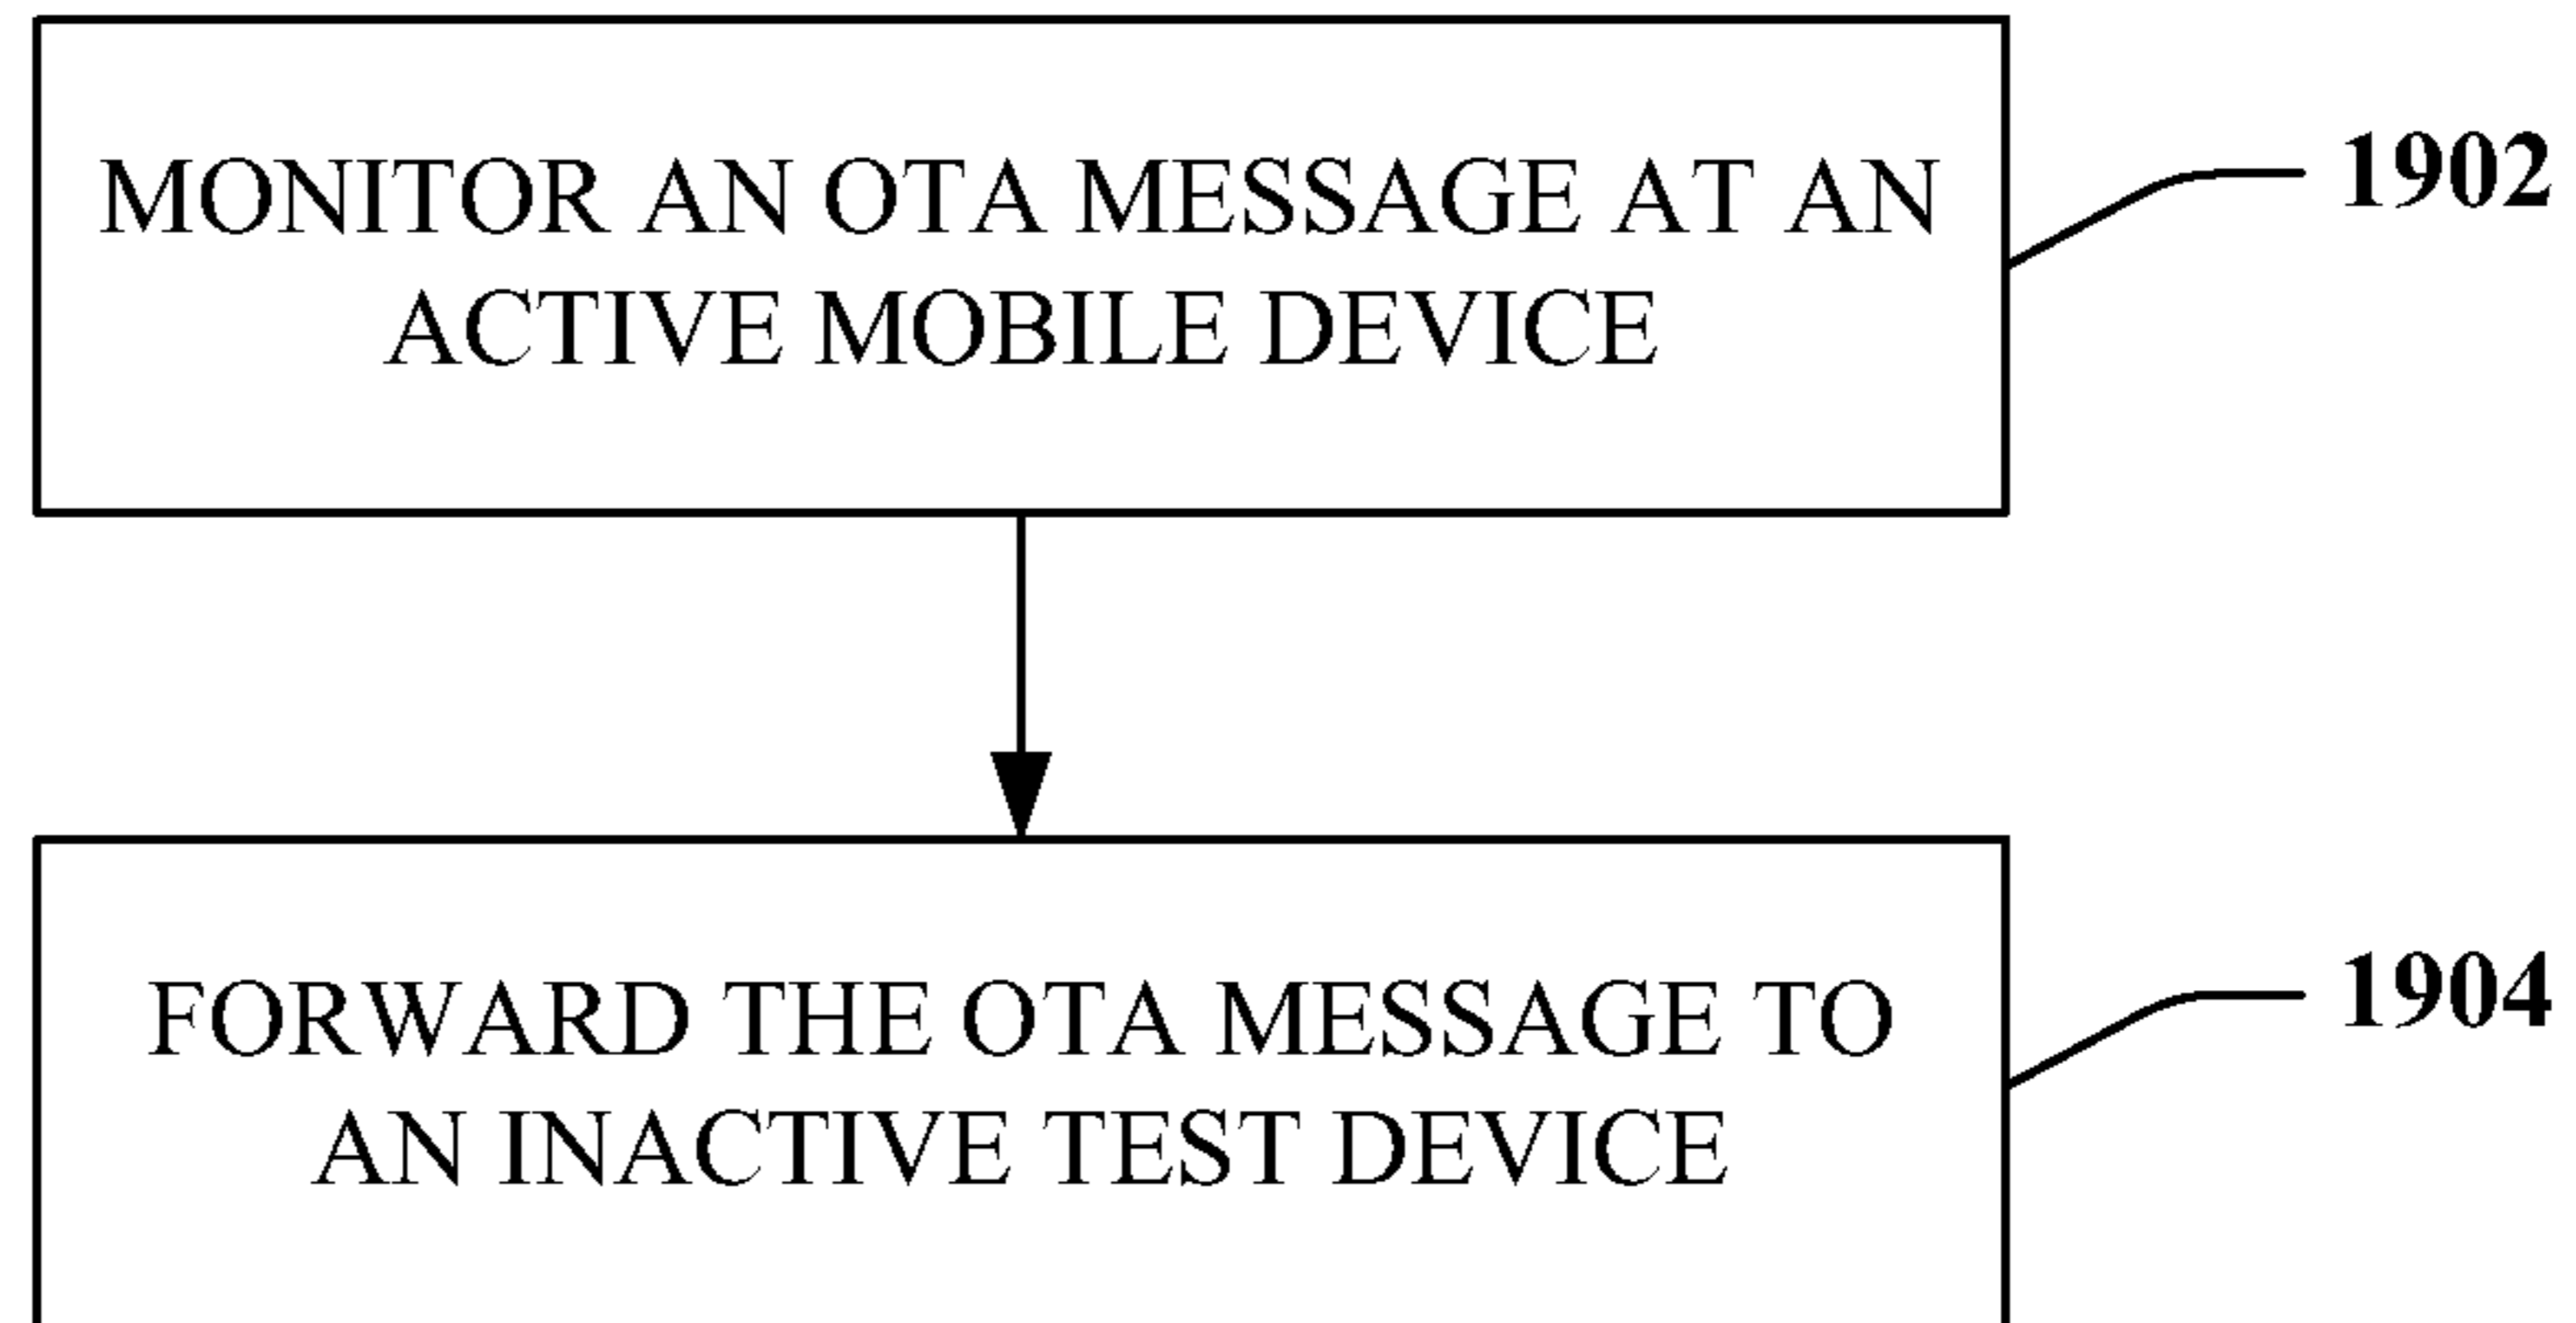 MONITOR AN OTA MESSAGE AT AN
ACTIVE MOBILE DEVICE
1902
FORWARD THE OTA MESSAGE TO
AN INACTIVE TEST DEVICE
1904